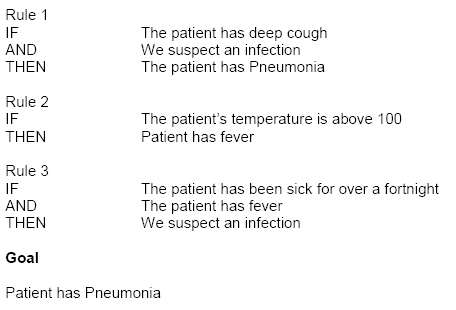 Rule 1
IF The patient has deep cough
AND We suspect an infection
THEN The patient has Pneumonia
Rule 2
IF The patient's temperature is above 100
THEN Patient has fever
Rule 3
IF The patient has been sick for over a fortnight
AND The patient has fever
THEN We suspect an infection
Goal
Patient has Pneumonia